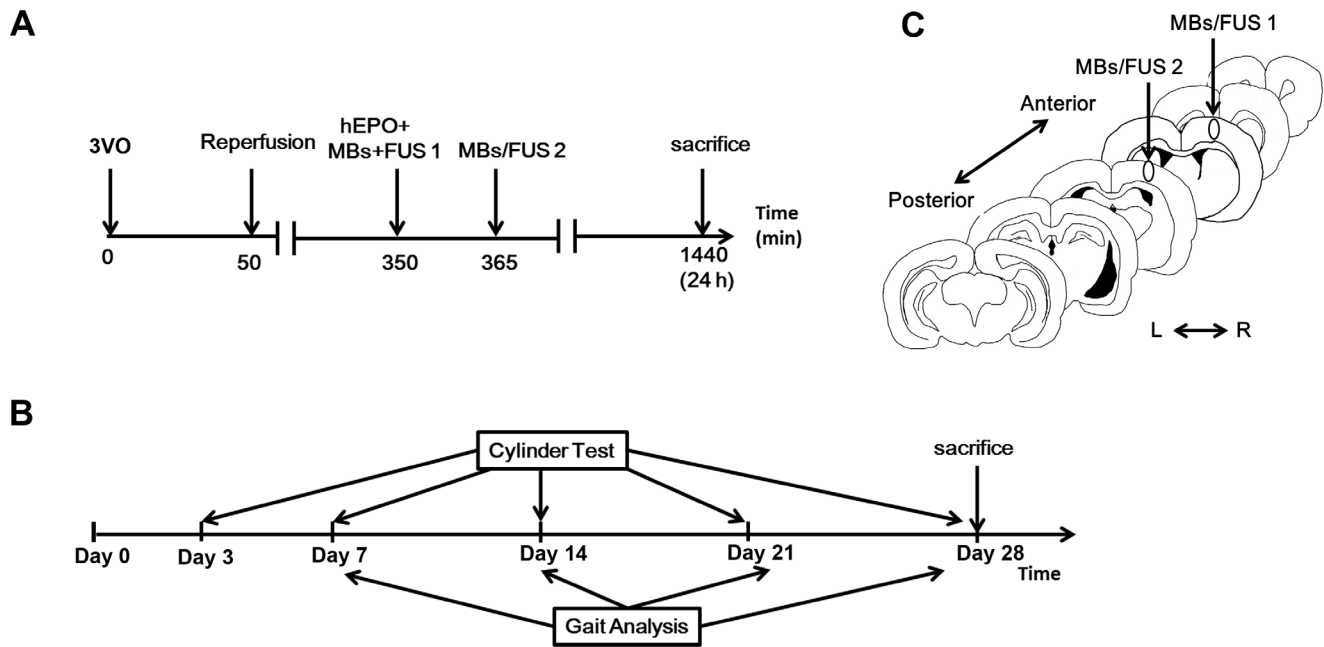 A
3VO
Reperfusion
hEPO+
MBs+FUS 1
MBs/FUS 2
sacrifice
Time
(min)
0
50
350
365
1440
(24 h)
C
MBs/FUS 1
MBs/FUS 2
Anterior
Posterior
L
R
B
Cylinder Test
sacrifice
Day 0
Day 3
Day 7
Day 14
Day 21
Day 28
Time
Gait Analysis